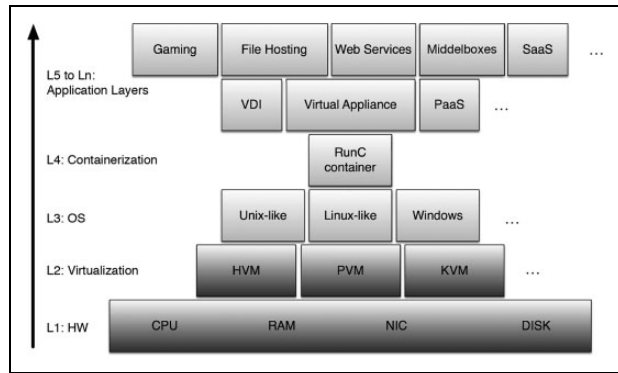 Gaming File Hosting Web Services Middelboxes SaaS ...
L5 to Ln:
Application Layers
VDI Virtual Appliance PaaS ...
L4: Containerization
RunC
container
L3: OS Unix-like Linux-like Windows ...
L2: Virtualization HVM PVM KVM ...
L1: HW CPU RAM NIC DISK